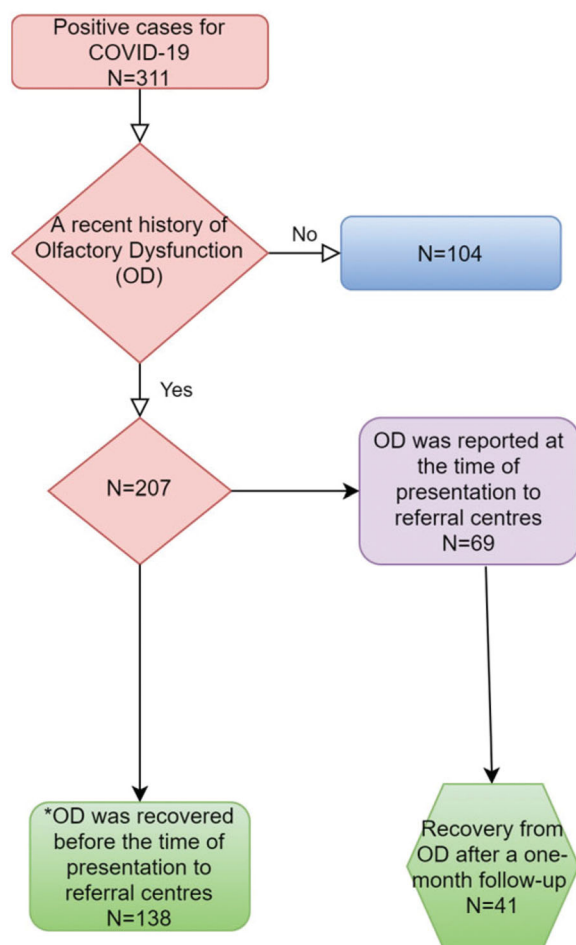 Positive cases for
COVID-19
N=311
A recent history of
Olfactory Dysfunction
(OD)
No
N=104
Yes
N=207
OD was reported at
the time of
presentation to
referral centres
N=69
*OD was recovered
before the time of
presentation to
referral centres
N=138
Recovery from
OD after a one-
month follow-up
N=41